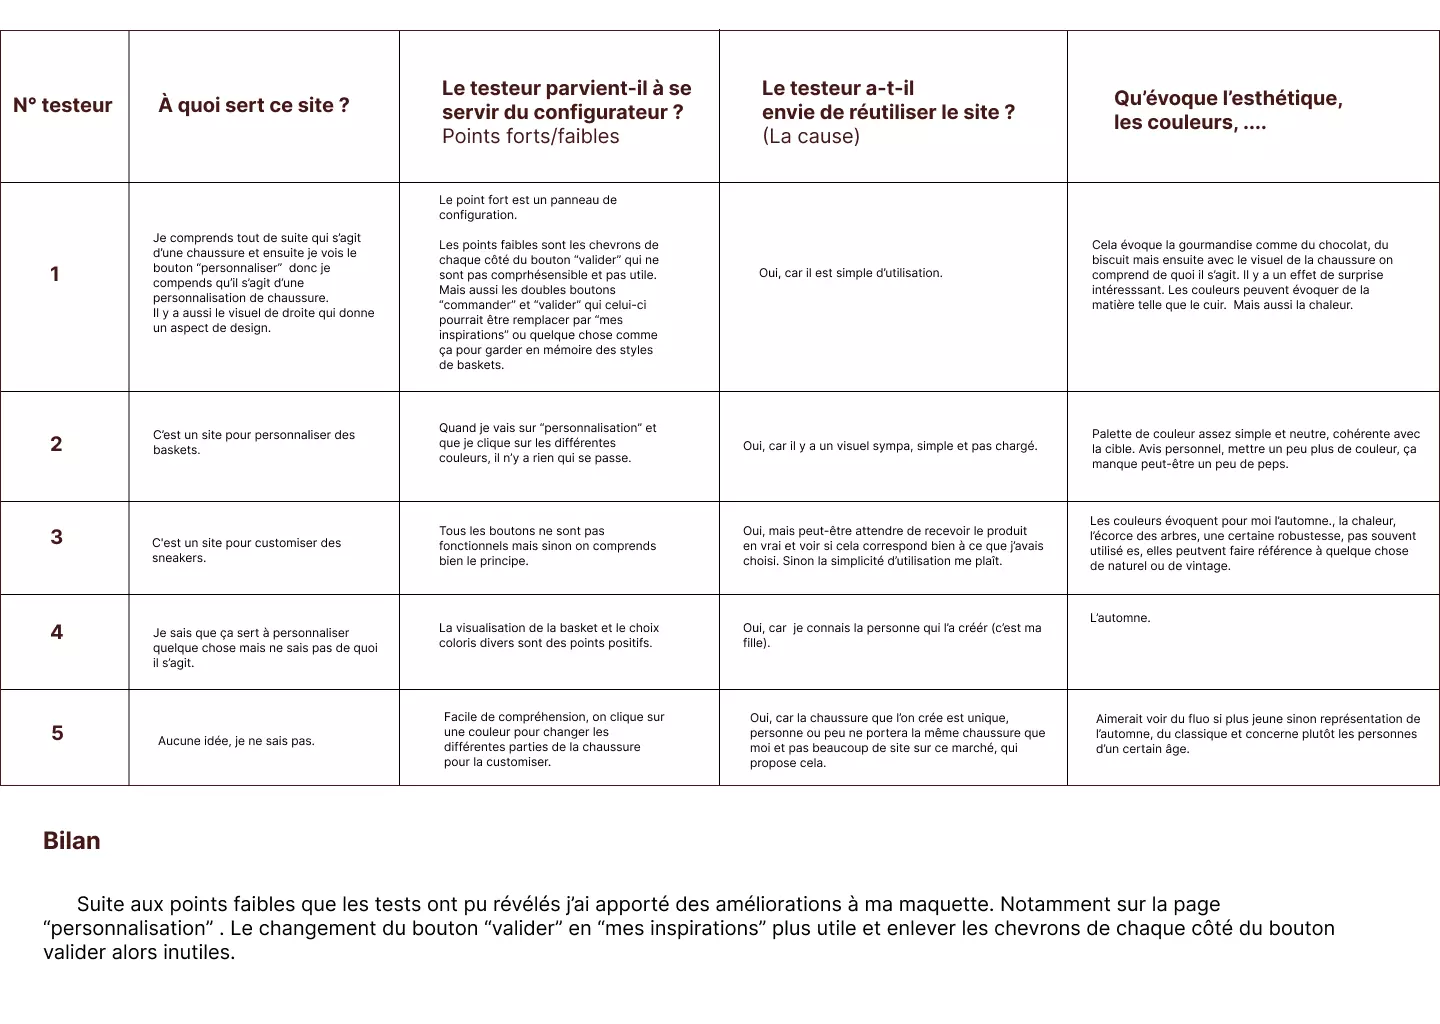 N° testeur
À quoi sert ce site ?
Le testeur parvient-il à se
servir du configurateur ?
Points forts/faibles
Le testeur a-t-il
envie de réutiliser le site ?
(La cause)
Qu’évoque l’esthétique,
les couleurs, ....
1
Je comprends tout de suite qui s’agit
d’une chaussure et ensuite je vois le
bouton “personnaliser”  donc je
compends qu’il s’agit d’une
personnalisation de chaussure.
Il y a aussi le visuel de droite qui donne
un aspect de design.
Le point fort est un panneau de
configuration.
Les points faibles sont les chevrons de
chaque côté du bouton “valider” qui ne
sont pas comprhésensible et pas utile.
Mais aussi les doubles boutons
“commander” et “valider” qui celui-ci
pourrait être remplacer par “mes
inspirations” ou quelque chose comme
ça pour garder en mémoire des styles
de baskets.
Oui, car il est simple d’utilisation.
Cela évoque la gourmandise comme du chocolat, du
biscuit mais ensuite avec le visuel de la chaussure on
comprend de quoi il s’agit. Il y a un effet de surprise
intéresssant. Les couleurs peuvent évoquer de la
matière telle que le cuir.  Mais aussi la chaleur.
2
C’est un site pour personnaliser des
baskets.
Quand je vais sur “personnalisation” et
que je clique sur les différentes
couleurs, il n’y a rien qui se passe.
Oui, car il y a un visuel sympa, simple et pas chargé.
Palette de couleur assez simple et neutre, cohérente avec
la cible. Avis personnel, mettre un peu plus de couleur, ça
manque peut-être un peu de peps.
3
C'est un site pour customiser des
sneakers.
Tous les boutons ne sont pas
fonctionnels mais sinon on comprends
bien le principe.
Oui, mais peut-être attendre de recevoir le produit
en vrai et voir si cela correspond bien à ce que j’avais
choisi. Sinon la simplicité d’utilisation me plaît.
Les couleurs évoquent pour moi l’automne., la chaleur,
l’écorce des arbres, une certaine robustesse, pas souvent
utilisé es, elles peutvent faire référence à quelque chose
de naturel ou de vintage.
4
Je sais que ça sert à personnaliser
quelque chose mais ne sais pas de quoi
il s’agit.
La visualisation de la basket et le choix
coloris divers sont des points positifs.
Oui, car  je connais la personne qui l’a créér (c’est ma
fille).
L’automne.
5
Aucune idée, je ne sais pas.
Facile de compréhension, on clique sur
une couleur pour changer les
différentes parties de la chaussure
pour la customiser.
Oui, car la chaussure que l’on crée est unique,
personne ou peu ne portera la même chaussure que
moi et pas beaucoup de site sur ce marché, qui
propose cela.
Aimerait voir du fluo si plus jeune sinon représentation de
l’automne, du classique et concerne plutôt les personnes
d’un certain âge.
Bilan
Suite aux points faibles que les tests ont pu révélés j’ai apporté des améliorations à ma maquette. Notamment sur la page
“personnalisation” . Le changement du bouton “valider” en “mes inspirations” plus utile et enlever les chevrons de chaque côté du bouton
valider alors inutiles.